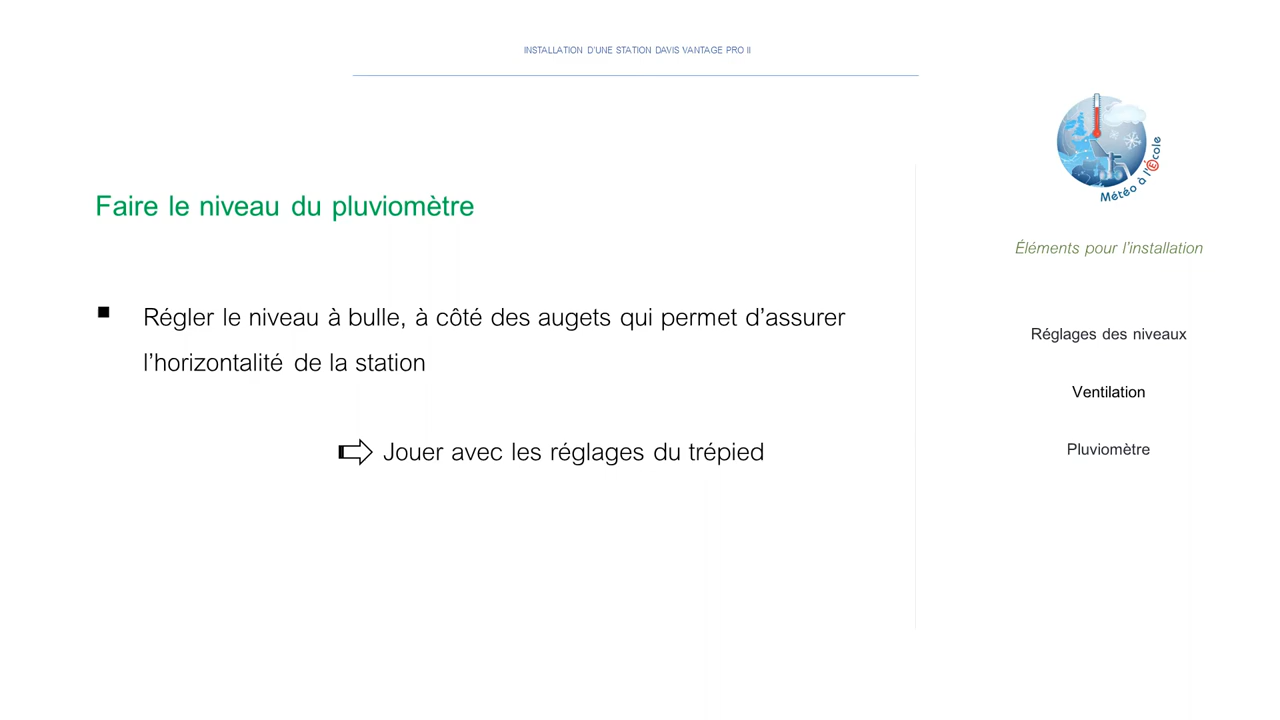 INSTALLATION D'UNE STATION DAVIS VANTAGE PRO II
Météo à l'École
Faire le niveau du pluviomètre
Éléments pour l'installation
▪ Régler le niveau à bulle, à côté des augets qui permet d'assurer
l'horizontalité de la station
⇨ Jouer avec les réglages du trépied
Réglages des niveaux
Ventilation
Pluviomètre